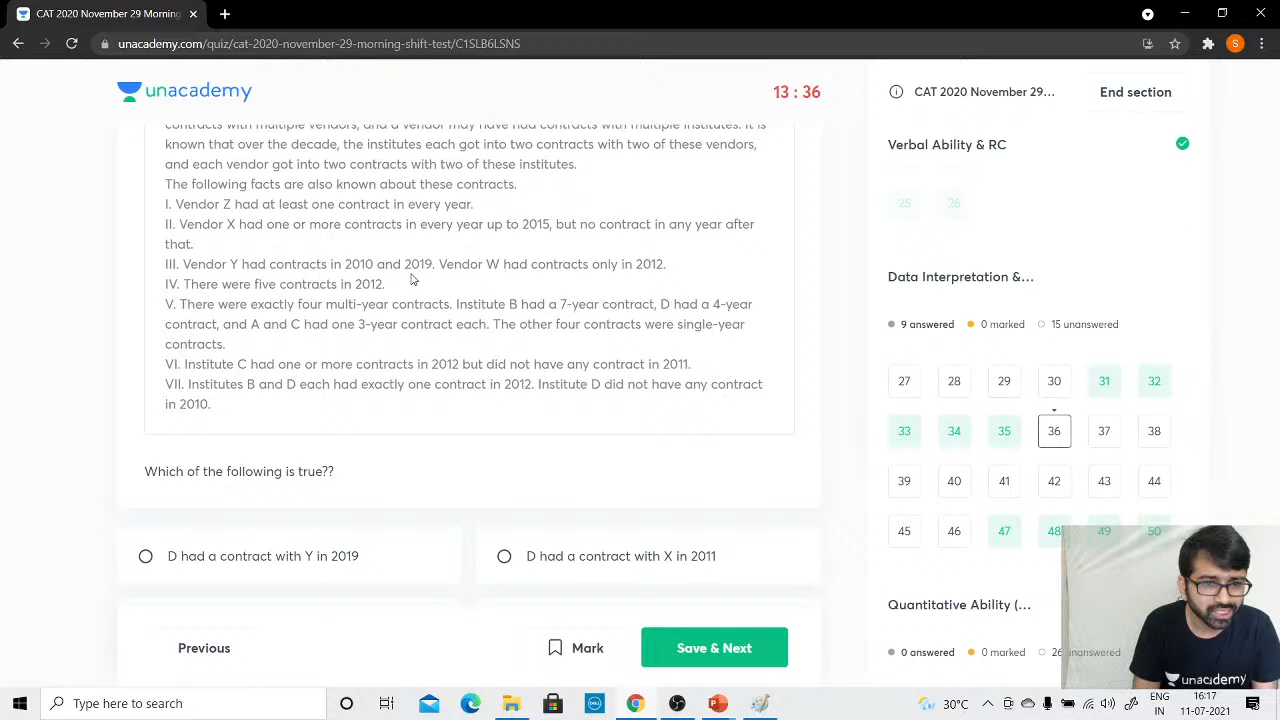 CAT 2020 November 29 Morning
unacademy.com/quiz/cat-2020-november-29-morning-shift-test/C1SLB6LSNS
S
unacademy
13 : 36
CAT 2020 November 29...
End section
contracts with multiple vendors, and a vendor may have had contracts with multiple institutes. It is
known that over the decade, the institutes each got into two contracts with two of these vendors,
and each vendor got into two contracts with two of these institutes.
The following facts are also known about these contracts.
I. Vendor Z had at least one contract in every year.
II. Vendor X had one or more contracts in every year up to 2015, but no contract in any year after
that.
III. Vendor Y had contracts in 2010 and 2019. Vendor W had contracts only in 2012.
IV. There were five contracts in 2012.
V. There were exactly four multi-year contracts. Institute B had a 7-year contract, D had a 4-year
contract, and A and C had one 3-year contract each. The other four contracts were single-year
contracts.
VI. Institute C had one or more contracts in 2012 but did not have any contract in 2011.
VII. Institutes B and D each had exactly one contract in 2012. Institute D did not have any contract
in 2010.
Which of the following is true??
D had a contract with Y in 2019
D had a contract with X in 2011
Previous
Mark
Save & Next
Verbal Ability & RC
25 26
Data Interpretation &...
9 answered 0 marked 15 unanswered
27 28 29 30 31 32
33 34 35 36 37 38
39 40 41 42 43 44
45 46 47 48 49 50
Quantitative Ability (...
0 answered 0 marked 26 unanswered
unacademy
Type here to search
DELL
30°C
ENG
IN
16:17
11-07-2021